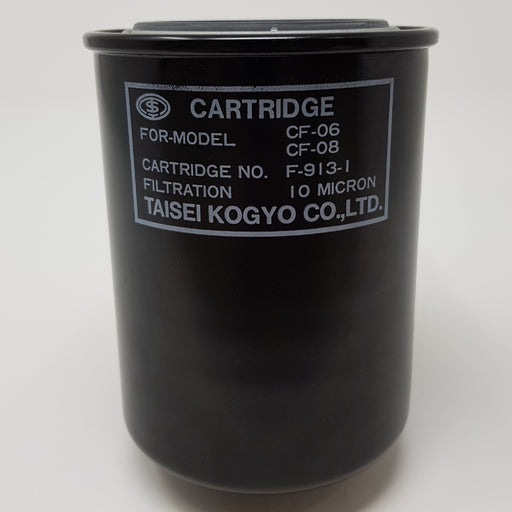 CARTRIDGE
FOR-MODEL CF-06
CF-08
CARTRIDGE NO. F-913-1
FILTRATION 10 MICRON
TAISEI KOGYO CO.,LTD.